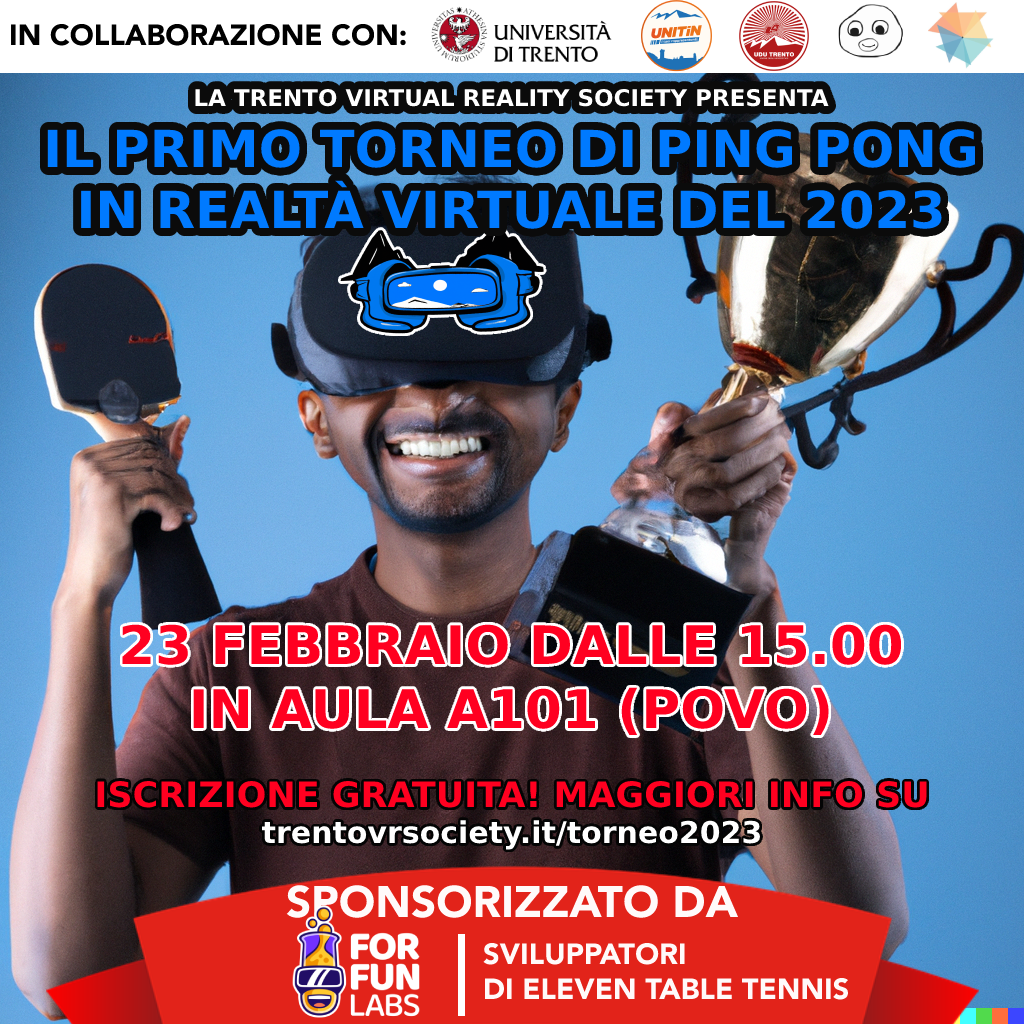 IN COLLABORAZIONE CON:
UNIVERSITÀ
DI TRENTO
UNITiN
UDU TRENTO
LA TRENTO VIRTUAL REALITY SOCIETY PRESENTA
IL PRIMO TORNEO DI PING PONG
IN REALTÀ VIRTUALE DEL 2023
23 FEBBRAIO DALLE 15.00
IN AULA A101 (POVO)
ISCRIZIONE GRATUITA! MAGGIORI INFO SU
trentovrsociety.it/torneo2023
SPONSORIZZATO DA
FOR
FUN
LABS
SVILUPPATORI
DI ELEVEN TABLE TENNIS